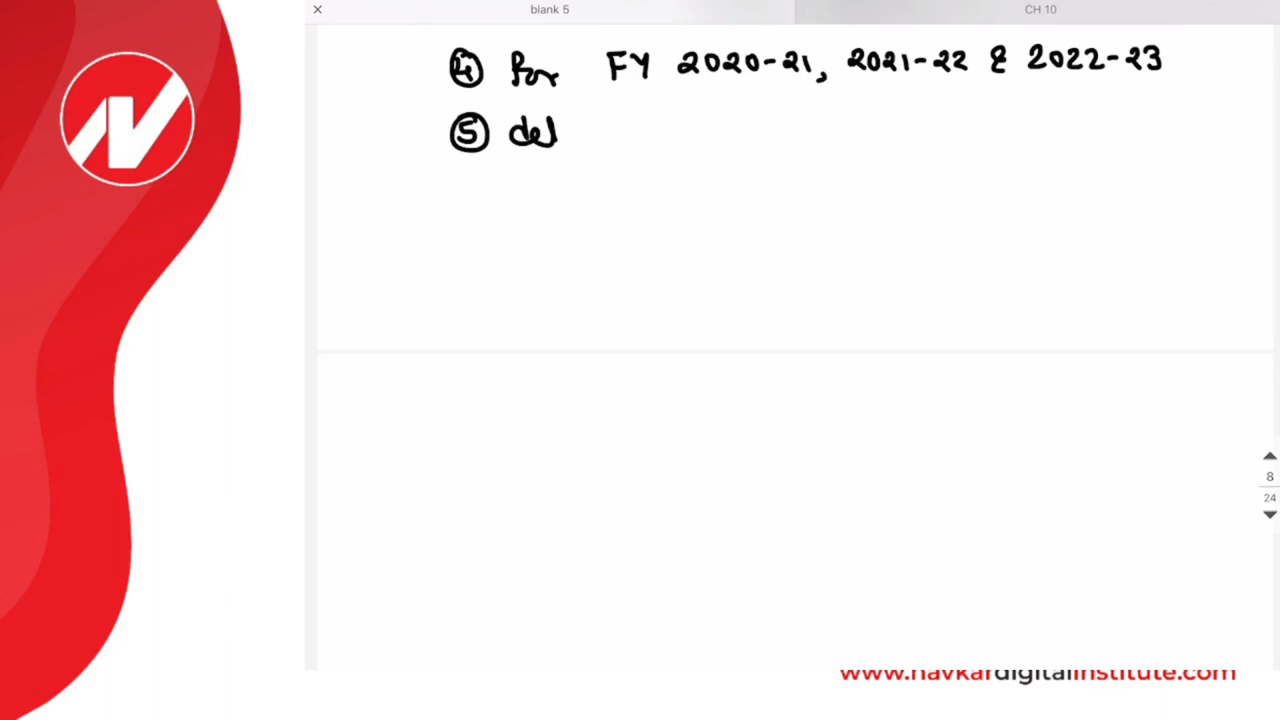 blank 5
CH 10
④ For FY 2020-21, 2021-22 & 2022-23
⑤ del
8
24
www.navkardigitalinstitute.com